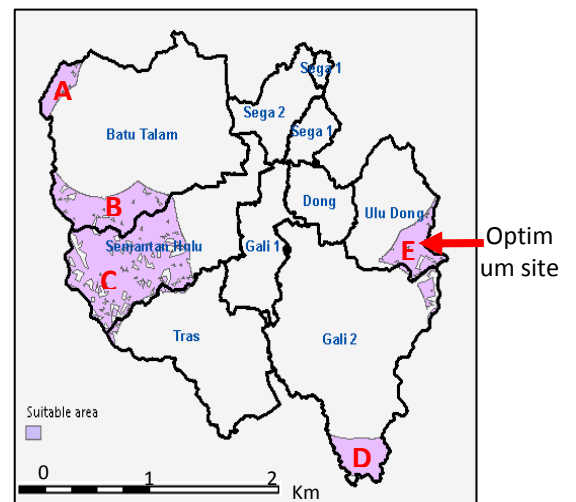 Sega 1
A
Sega 2
Batu Talam
Sega 1
B
Dong
Ulu Dong
Semantan Hulu
Gali 1
E
Optim
um site
C
Tras
Gali 2
Suitable area
D
0 1 2
Km